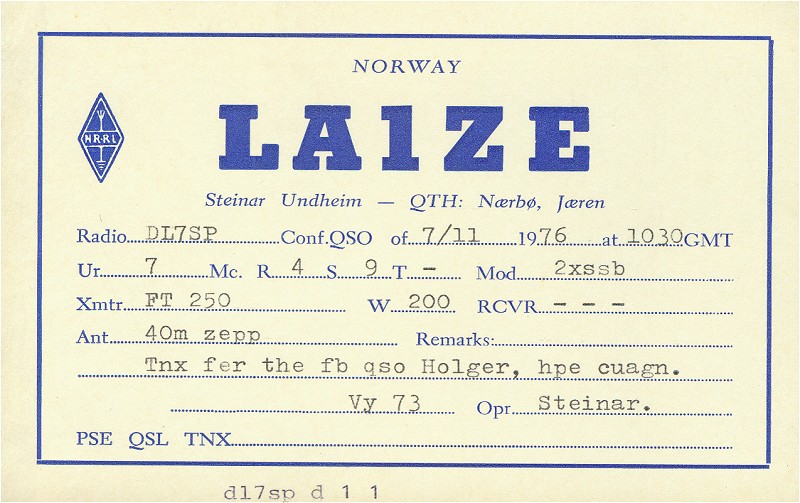 NORWAY
NRRL
LA1ZE
Steinar Undheim — QTH: Nærbø, Jæren
Radio DL7SP Conf.QSO of 7/11 1976 at 1030 GMT
Ur. 7 Mc. R 4 S 9 T - Mod 2xssb
Xmtr FT 250 W 200 RCVR - - -
Ant 40m zepp Remarks:
Tnx fer the fb qso Holger, hpe cuagn.
Vy 73 Opr Steinar.
PSE QSL TNX
dl7sp d 1 1